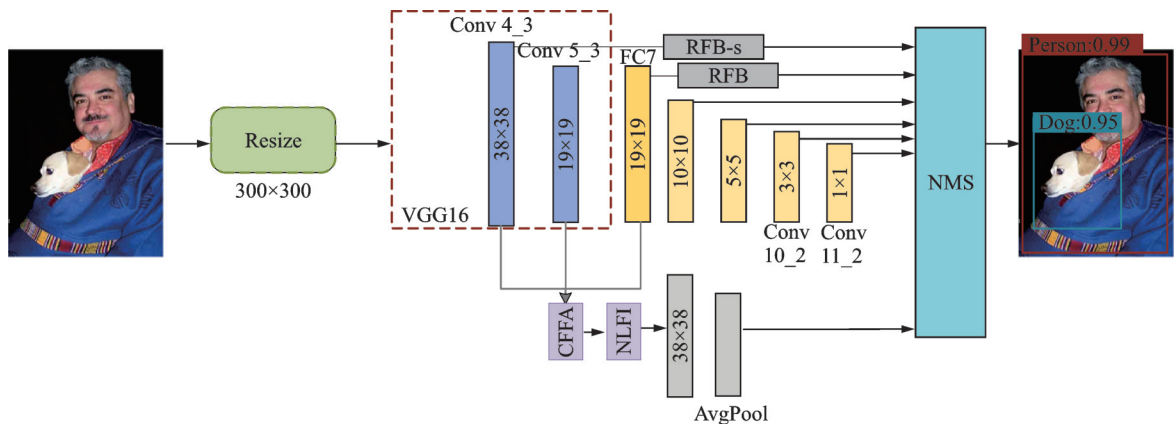 Conv 4_3
Conv 5_3
FC7
RFB-s
RFB
Resize
300×300
38×38
19×19
19×19
10×10
5×5
3×3
1×1
VGG16
Conv
10_2
Conv
11_2
CFFA
NLFI
38×38
AvgPool
NMS
Person:0.99
Dog:0.95